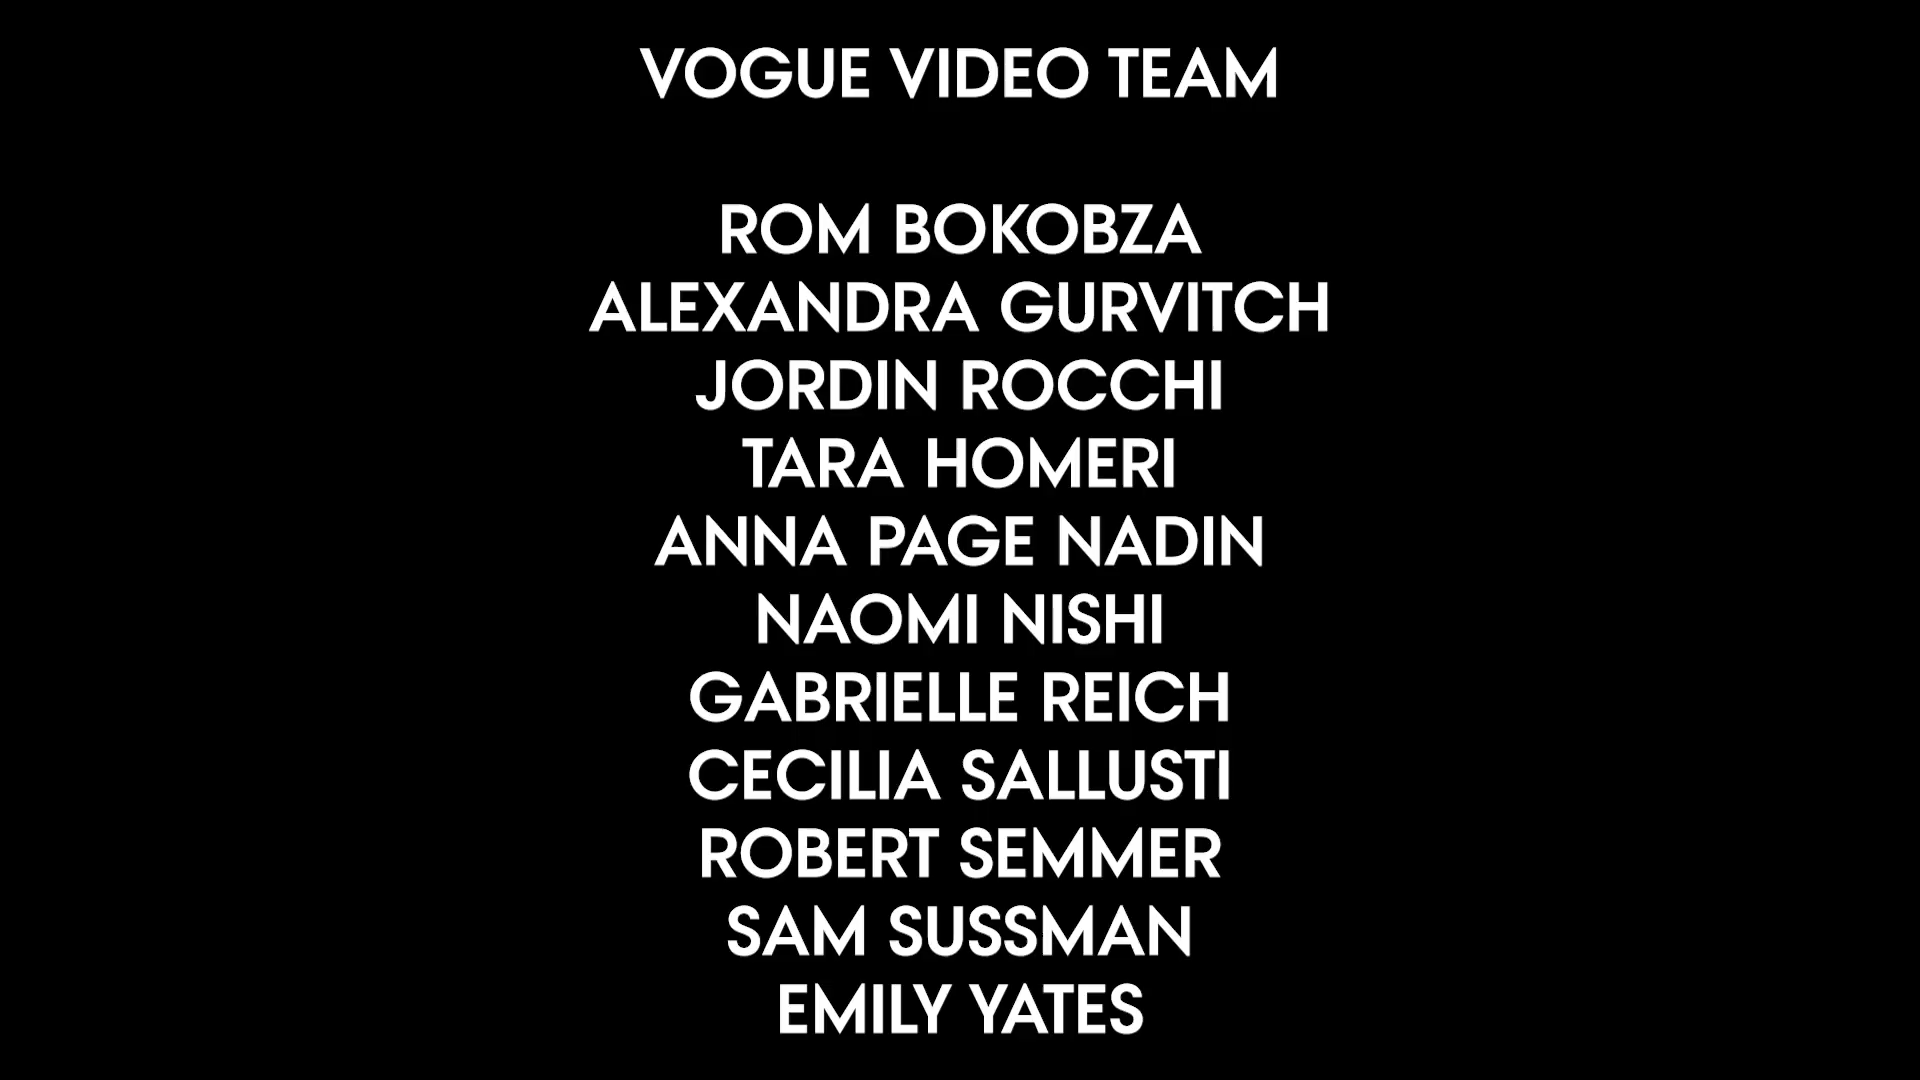 VOGUE VIDEO TEAM
ROM BOKOBZA
ALEXANDRA GURVITCH
JORDIN ROCCHI
TARA HOMERI
ANNA PAGE NADIN
NAOMI NISHI
GABRIELLE REICH
CECILIA SALLUSTI
ROBERT SEMMER
SAM SUSSMAN
EMILY YATES